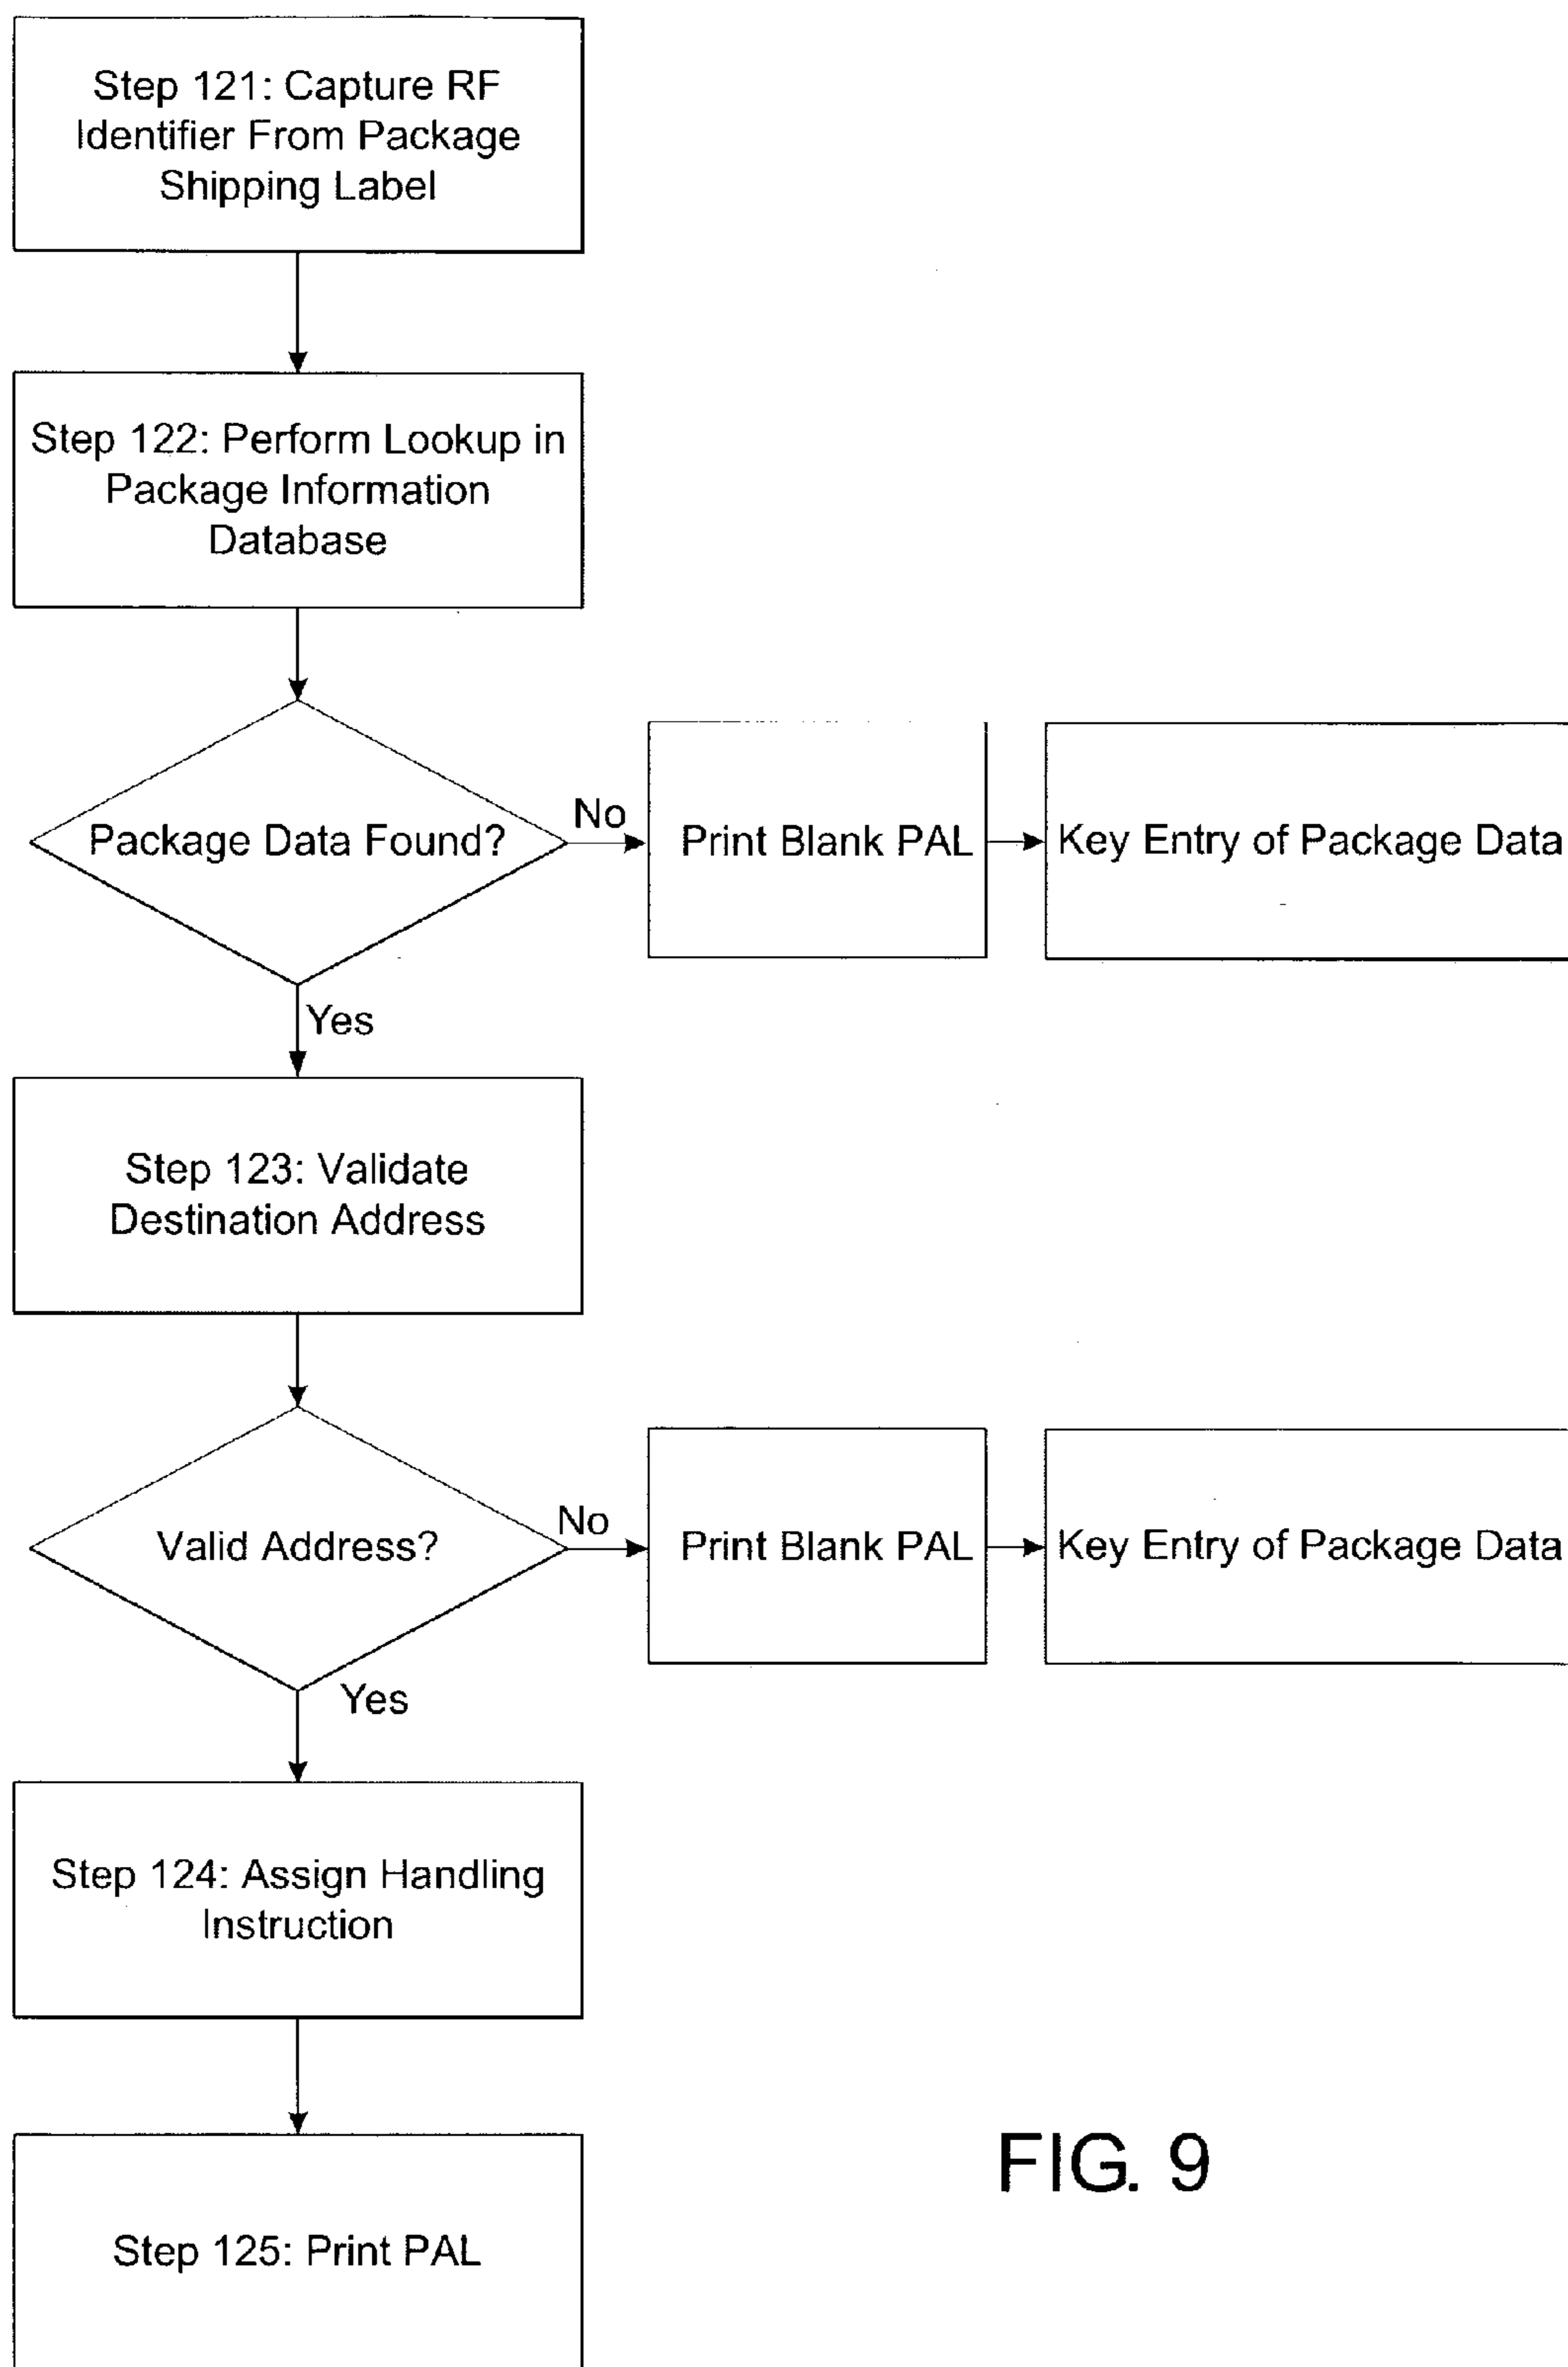 Step 121: Capture RF
Identifier From Package
Shipping Label
Step 122: Perform Lookup in
Package Information
Database
Package Data Found?
No
Print Blank PAL
Key Entry of Package Data
Yes
Step 123: Validate
Destination Address
Valid Address?
No
Print Blank PAL
Key Entry of Package Data
Yes
Step 124: Assign Handling
Instruction
Step 125: Print PAL
FIG. 9